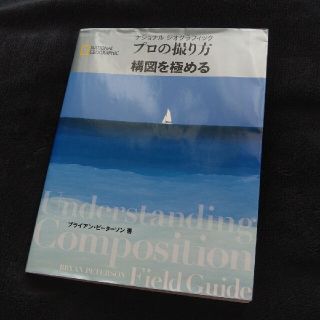 ナショナル ジオグラフィック
プロの撮り方
構図を極める
NATIONAL
GEOGRAPHIC
Understanding
ブライアン・ピーターソン 著
Composition
BRYAN PETERSON
Field Guide